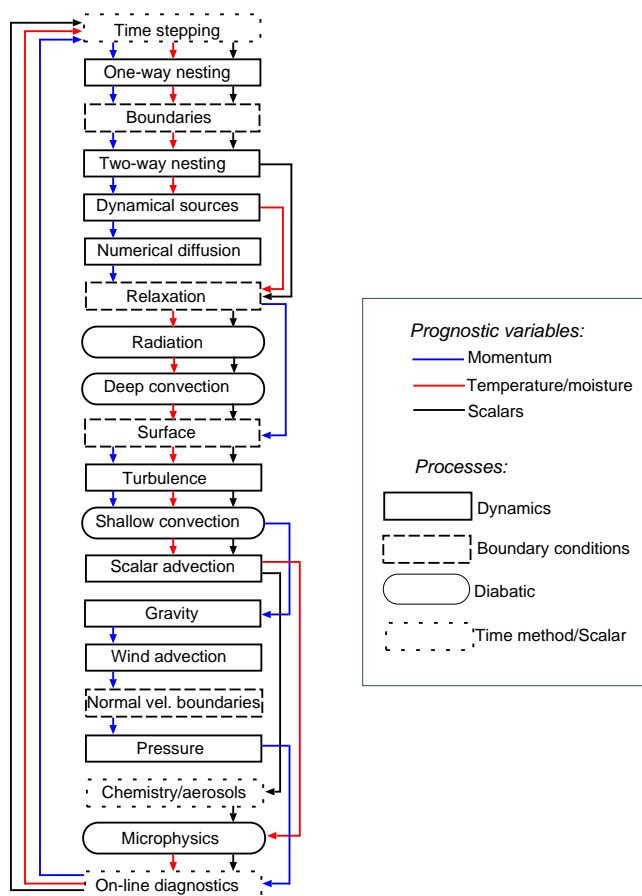 Time stepping
One-way nesting
Boundaries
Two-way nesting
Dynamical sources
Numerical diffusion
Relaxation
Radiation
Deep convection
Surface
Turbulence
Shallow convection
Scalar advection
Gravity
Wind advection
Normal vel. boundaries
Pressure
Chemistry/aerosols
Microphysics
On-line diagnostics
Prognostic variables:
Momentum
Temperature/moisture
Scalars
Processes:
Dynamics
Boundary conditions
Diabatic
Time method/Scalar